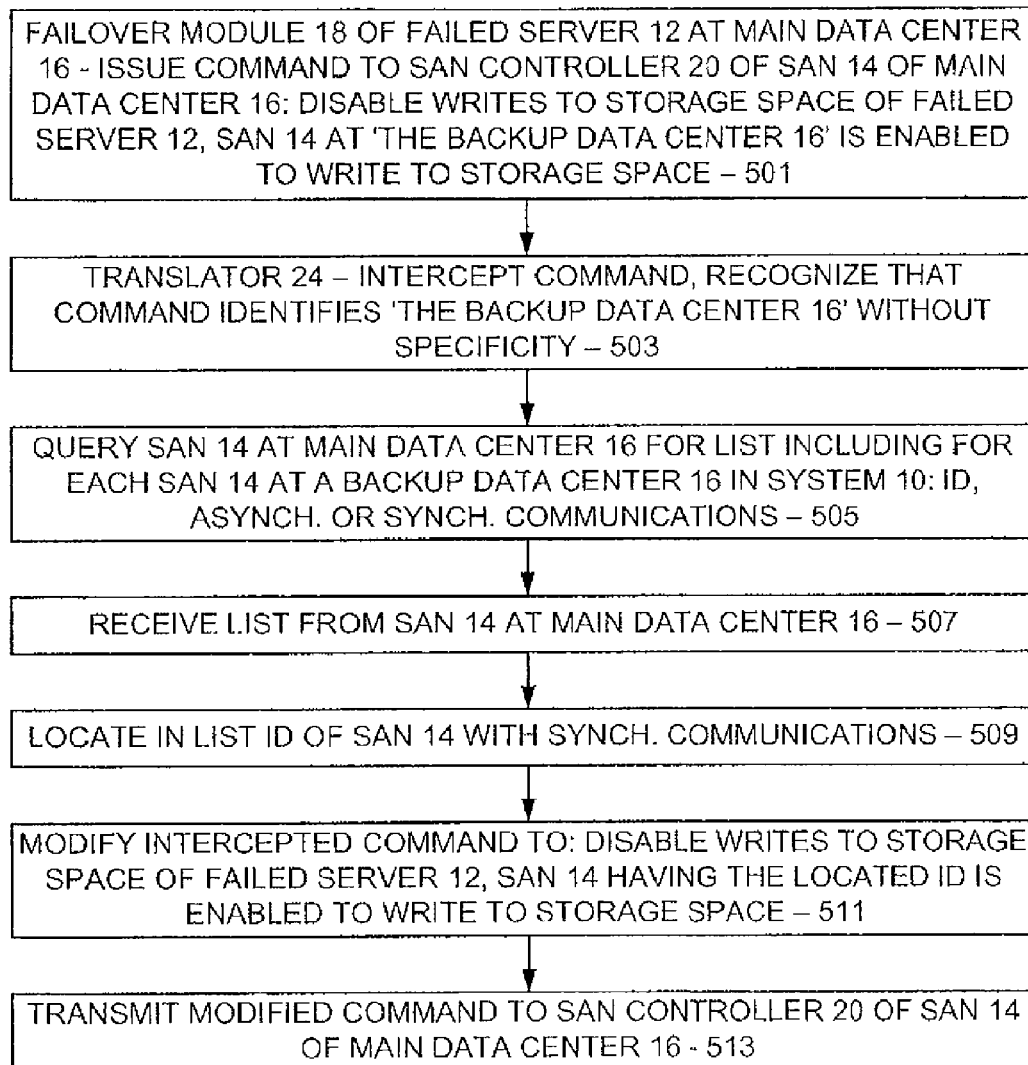 FAILOVER MODULE 18 OF FAILED SERVER 12 AT MAIN DATA CENTER
16 - ISSUE COMMAND TO SAN CONTROLLER 20 OF SAN 14 OF MAIN
DATA CENTER 16: DISABLE WRITES TO STORAGE SPACE OF FAILED
SERVER 12, SAN 14 AT 'THE BACKUP DATA CENTER 16' IS ENABLED
TO WRITE TO STORAGE SPACE – 501
TRANSLATOR 24 – INTERCEPT COMMAND, RECOGNIZE THAT
COMMAND IDENTIFIES 'THE BACKUP DATA CENTER 16' WITHOUT
SPECIFICITY – 503
QUERY SAN 14 AT MAIN DATA CENTER 16 FOR LIST INCLUDING FOR
EACH SAN 14 AT A BACKUP DATA CENTER 16 IN SYSTEM 10: ID,
ASYNCH. OR SYNCH. COMMUNICATIONS – 505
RECEIVE LIST FROM SAN 14 AT MAIN DATA CENTER 16 – 507
LOCATE IN LIST ID OF SAN 14 WITH SYNCH. COMMUNICATIONS – 509
MODIFY INTERCEPTED COMMAND TO: DISABLE WRITES TO STORAGE
SPACE OF FAILED SERVER 12, SAN 14 HAVING THE LOCATED ID IS
ENABLED TO WRITE TO STORAGE SPACE – 511
TRANSMIT MODIFIED COMMAND TO SAN CONTROLLER 20 OF SAN 14
OF MAIN DATA CENTER 16 - 513